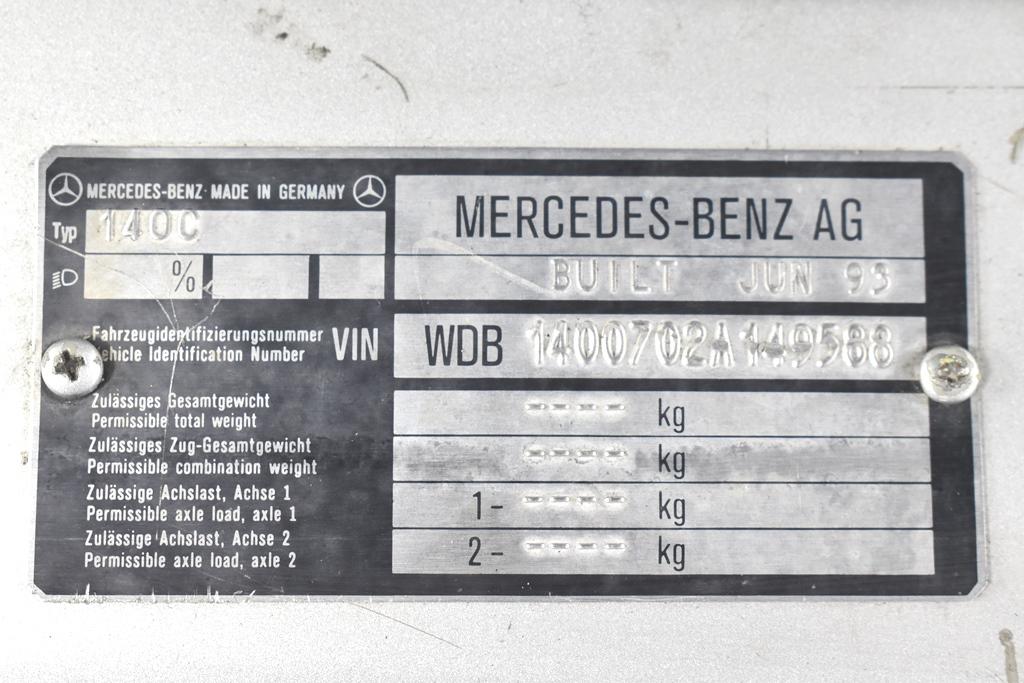 MERCEDES-BENZ MADE IN GERMANY
MERCEDES-BENZ AG
Typ 140C
%
BUILT JUN 93
Fahrzeugidentifizierungsnummer
Vehicle Identification Number
VIN
WDB 1400702A149588
Zulässiges Gesamtgewicht
Permissible total weight
---- kg
Zulässiges Zug-Gesamtgewicht
Permissible combination weight
---- kg
Zulässige Achslast, Achse 1
Permissible axle load, axle 1
1- ---- kg
Zulässige Achslast, Achse 2
Permissible axle load, axle 2
2- ---- kg